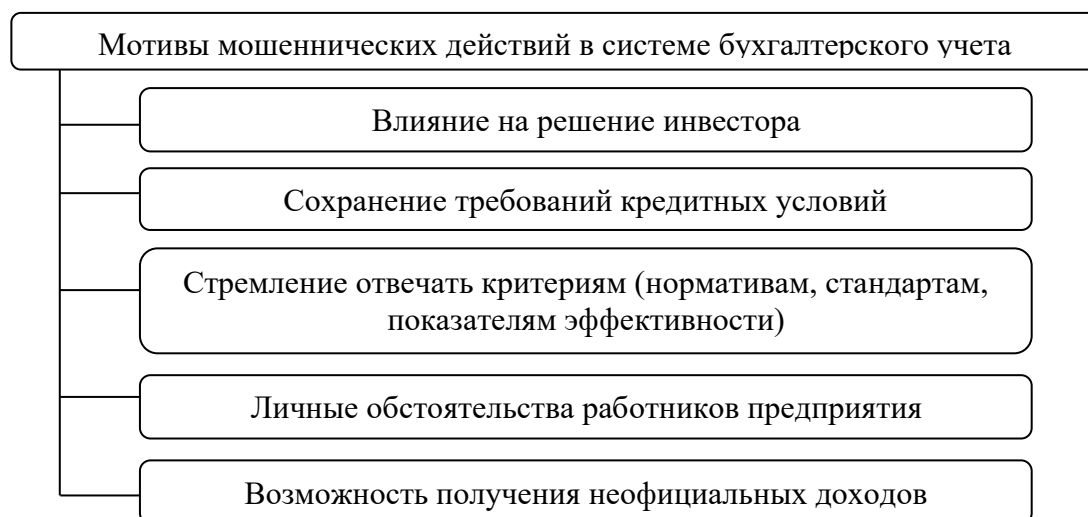 Мотивы мошеннических действий в системе бухгалтерского учета
Влияние на решение инвестора
Сохранение требований кредитных условий
Стремление отвечать критериям (нормативам, стандартам,
показателям эффективности)
Личные обстоятельства работников предприятия
Возможность получения неофициальных доходов